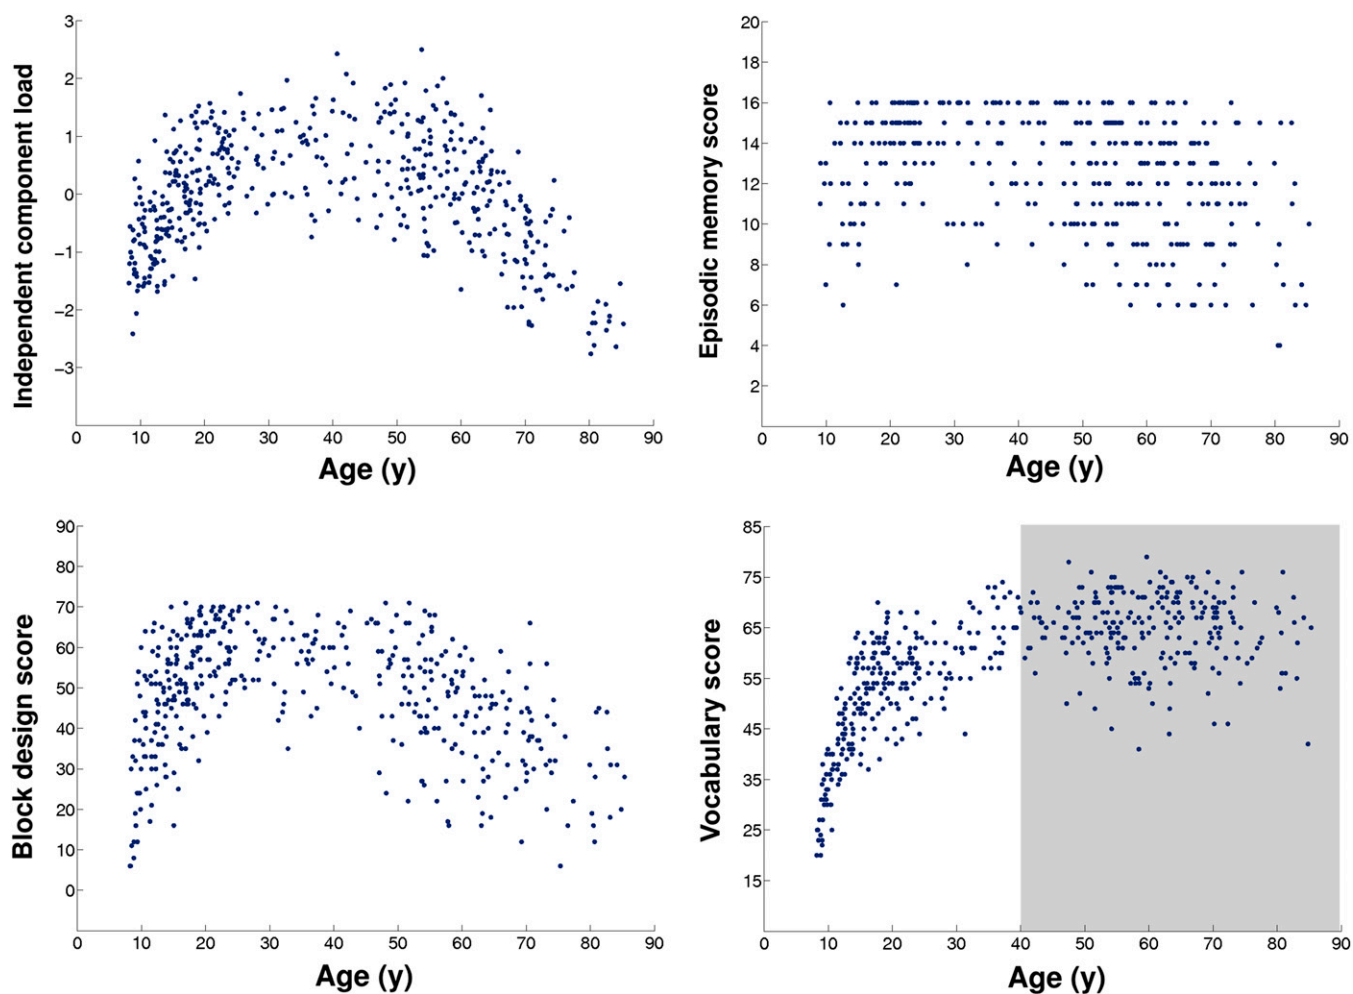 Independent component load
3
2
1
0
−1
−2
−3
0 10 20 30 40 50 60 70 80 90
Age (y)
Episodic memory score
20
18
16
14
12
10
8
6
4
2
0 10 20 30 40 50 60 70 80 90
Age (y)
Block design score
90
80
70
60
50
40
30
20
10
0
0 10 20 30 40 50 60 70 80 90
Age (y)
Vocabulary score
85
75
65
55
45
35
25
15
0 10 20 30 40 50 60 70 80 90
Age (y)